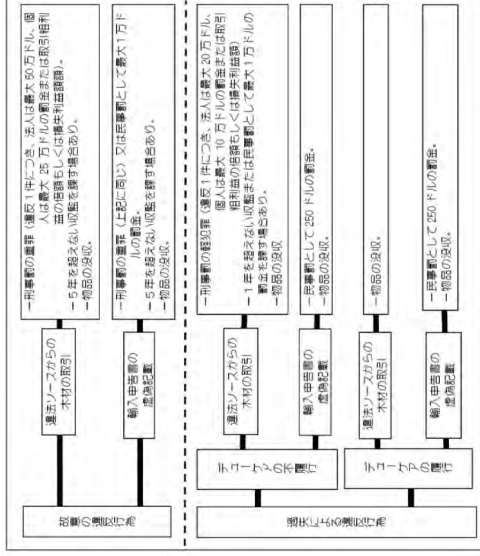 故意の違反行為
違法ソースからの
木材の取引
－刑事罰の重罪（違反１件につき、法人は最大 50 万ドル、個
人は最大 25 万ドルの罰金または取引粗利
益の倍額もしくは損失利益額額）。
－５年を超えない収監を課す場合あり。
－物品の没収。
輸入申告書の
虚偽記載
－刑事罰の重罪（上記に同じ）又は民事罰として最大１万ド
ルの罰金。
－５年を超えない収監を課す場合あり。
－物品の没収。
過失による違反行為
デューケアの不履行
違法ソースからの
木材の取引
－刑事罰の軽犯罪（違反１件につき、法人は最大 20 万ドル、
個人は最大 10 万ドルの罰金または取引
粗利益の倍額もしくは損失利益額）
－１年を超えない収監または民事罰として最大１万ドルの
罰金を課す場合あり。
－物品の没収
輸入申告書の
虚偽記載
－民事罰として 250 ドルの罰金。
－物品の没収。
デューケアの履行
違法ソースからの
木材の取引
－物品の没収。
輸入申告書の
虚偽記載
－民事罰として 250 ドルの罰金。
－物品の没収。